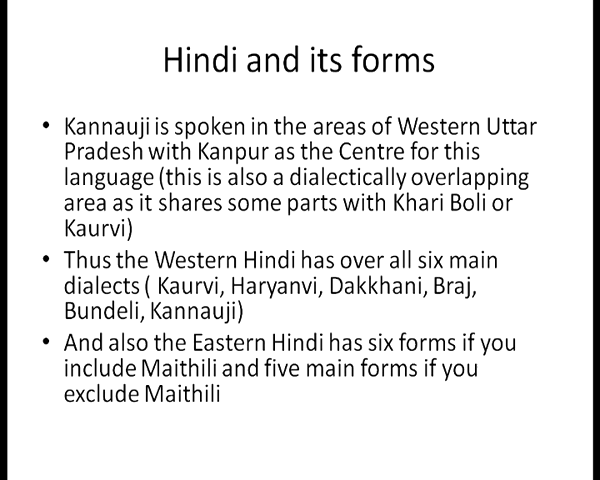 Hindi and its forms
• Kannauji is spoken in the areas of Western Uttar
Pradesh with Kanpur as the Centre for this
language (this is also a dialectically overlapping
area as it shares some parts with Khari Boli or
Kaurvi)
• Thus the Western Hindi has over all six main
dialects ( Kaurvi, Haryanvi, Dakkhani, Braj,
Bundeli, Kannauji)
• And also the Eastern Hindi has six forms if you
include Maithili and five main forms if you
exclude Maithili